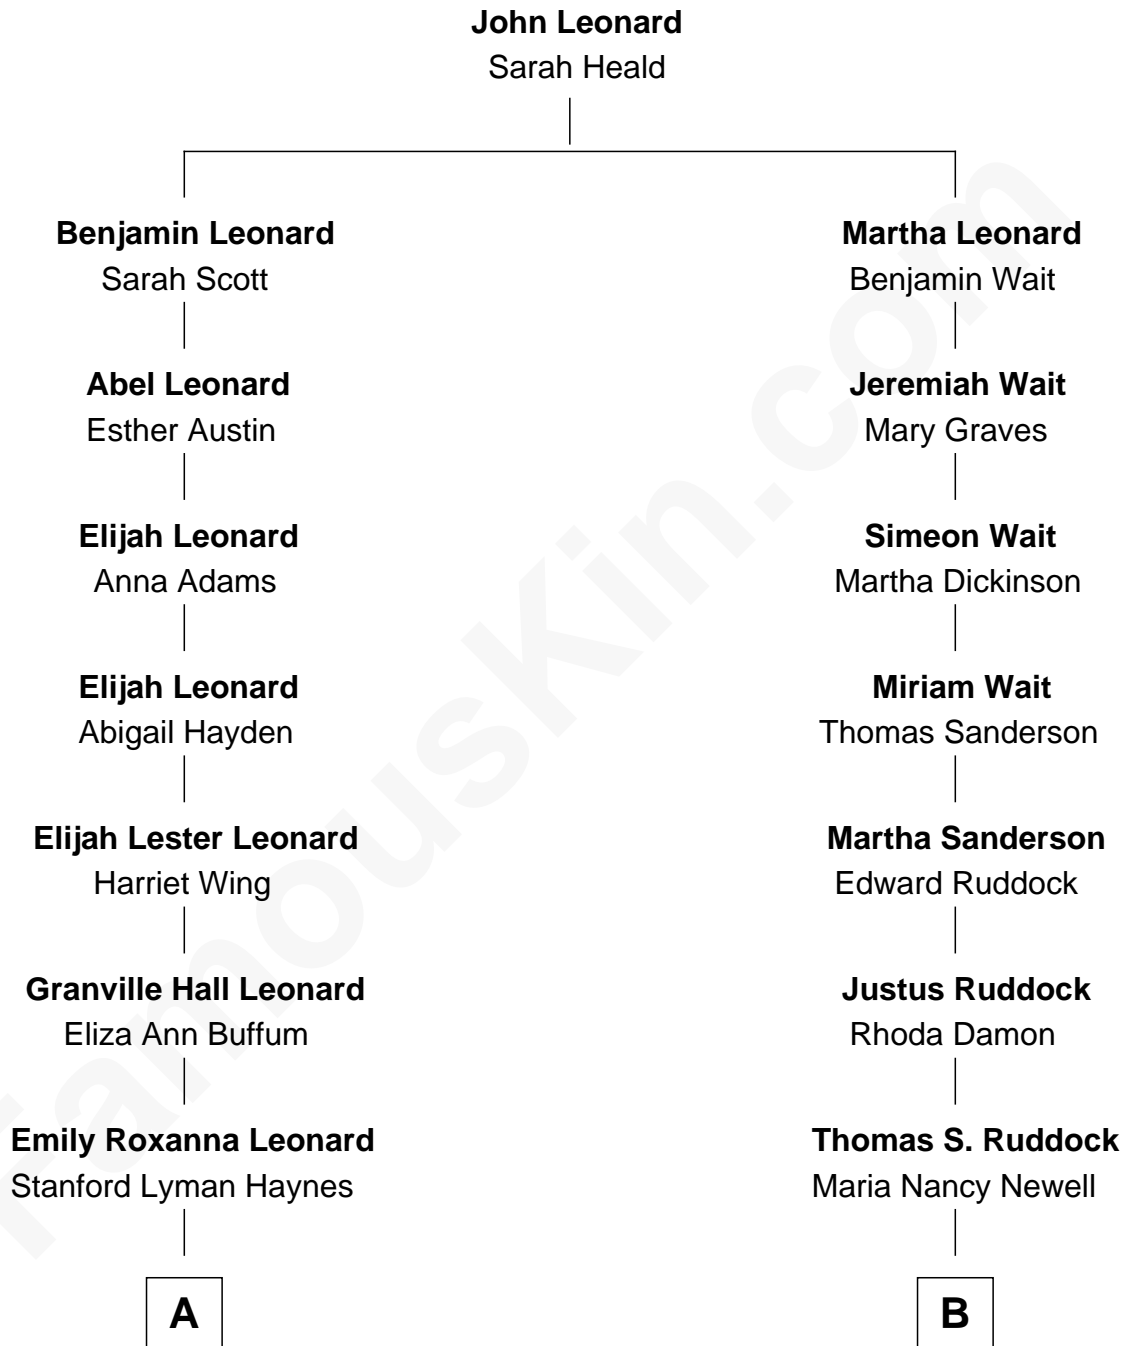 John Leonard
Sarah Heald
Benjamin Leonard
Sarah Scott
Martha Leonard
Benjamin Wait
Abel Leonard
Esther Austin
Jeremiah Wait
Mary Graves
Elijah Leonard
Anna Adams
Simeon Wait
Martha Dickinson
Elijah Leonard
Abigail Hayden
Miriam Wait
Thomas Sanderson
Elijah Lester Leonard
Harriet Wing
Martha Sanderson
Edward Ruddock
Granville Hall Leonard
Eliza Ann Buffum
Justus Ruddock
Rhoda Damon
Emily Roxanna Leonard
Stanford Lyman Haynes
Thomas S. Ruddock
Maria Nancy Newell
A
B
FamousKin.com